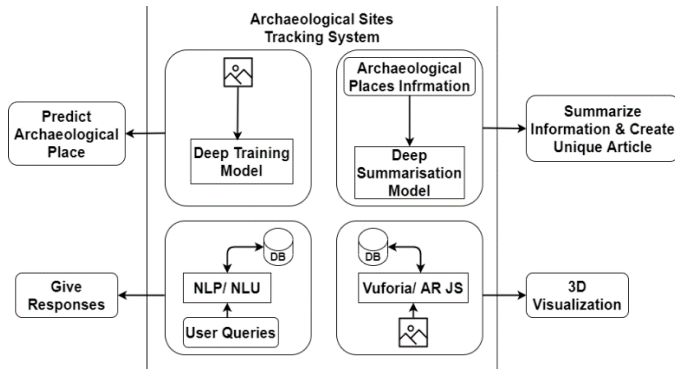 Archaeological Sites
Tracking System
Predict
Archaeological
Place
Deep Training
Model
Archaeological
Places Infrmation
Deep
Summarisation
Model
Summarize
Information & Create
Unique Article
Give
Responses
DB
NLP/ NLU
User Queries
DB
Vuforia/ AR JS
3D
Visualization